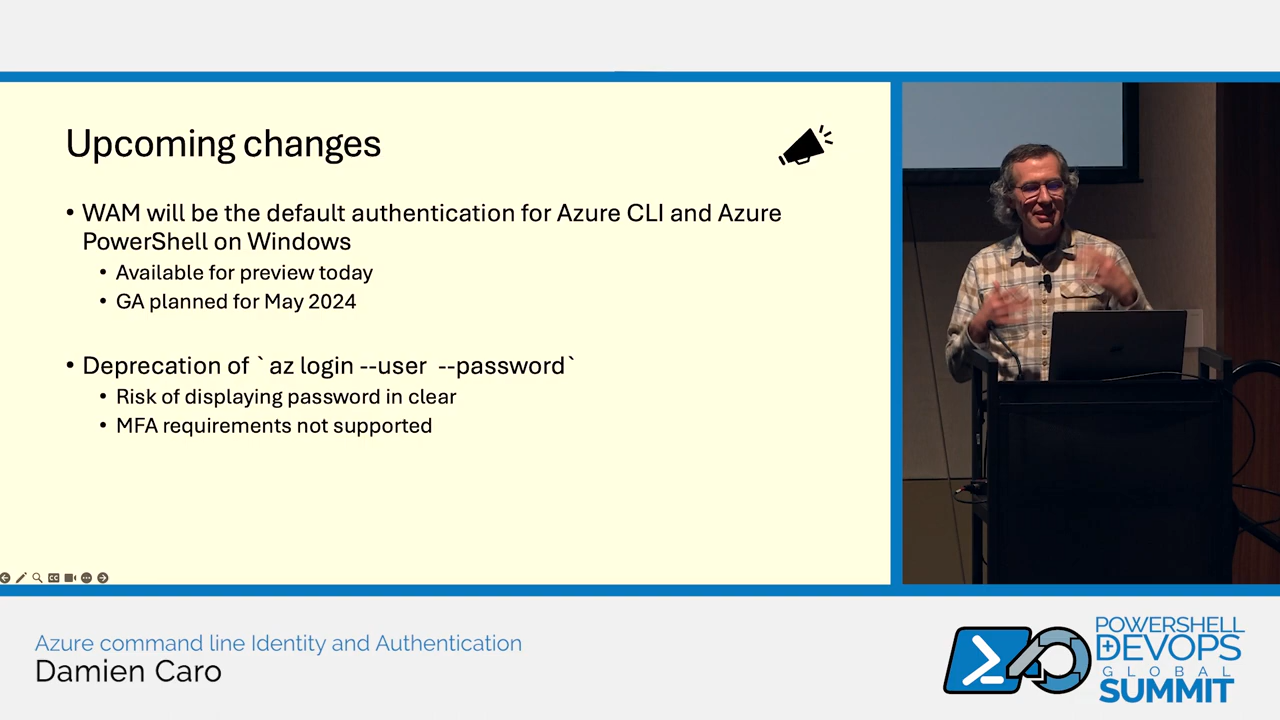 Upcoming changes
• WAM will be the default authentication for Azure CLI and Azure
PowerShell on Windows
• Available for preview today
• GA planned for May 2024
• Deprecation of `az login --user  --password`
• Risk of displaying password in clear
• MFA requirements not supported
Azure command line Identity and Authentication
Damien Caro
POWERSHELL
DEVOPS
GLOBAL
SUMMIT